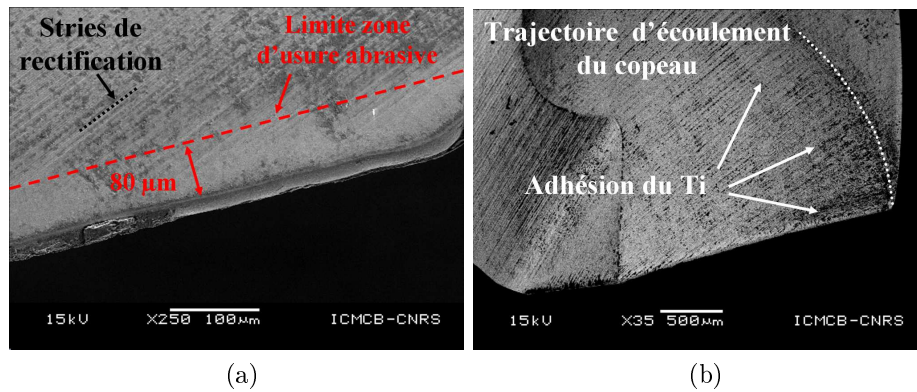 Stries de
rectification
Limite zone
d'usure abrasive
80 µm
15kV X250 100µm ICMCB-CNRS
(a)
Trajectoire d'écoulement
du copeau
Adhésion du Ti
15kV X35 500µm ICMCB-CNRS
(b)